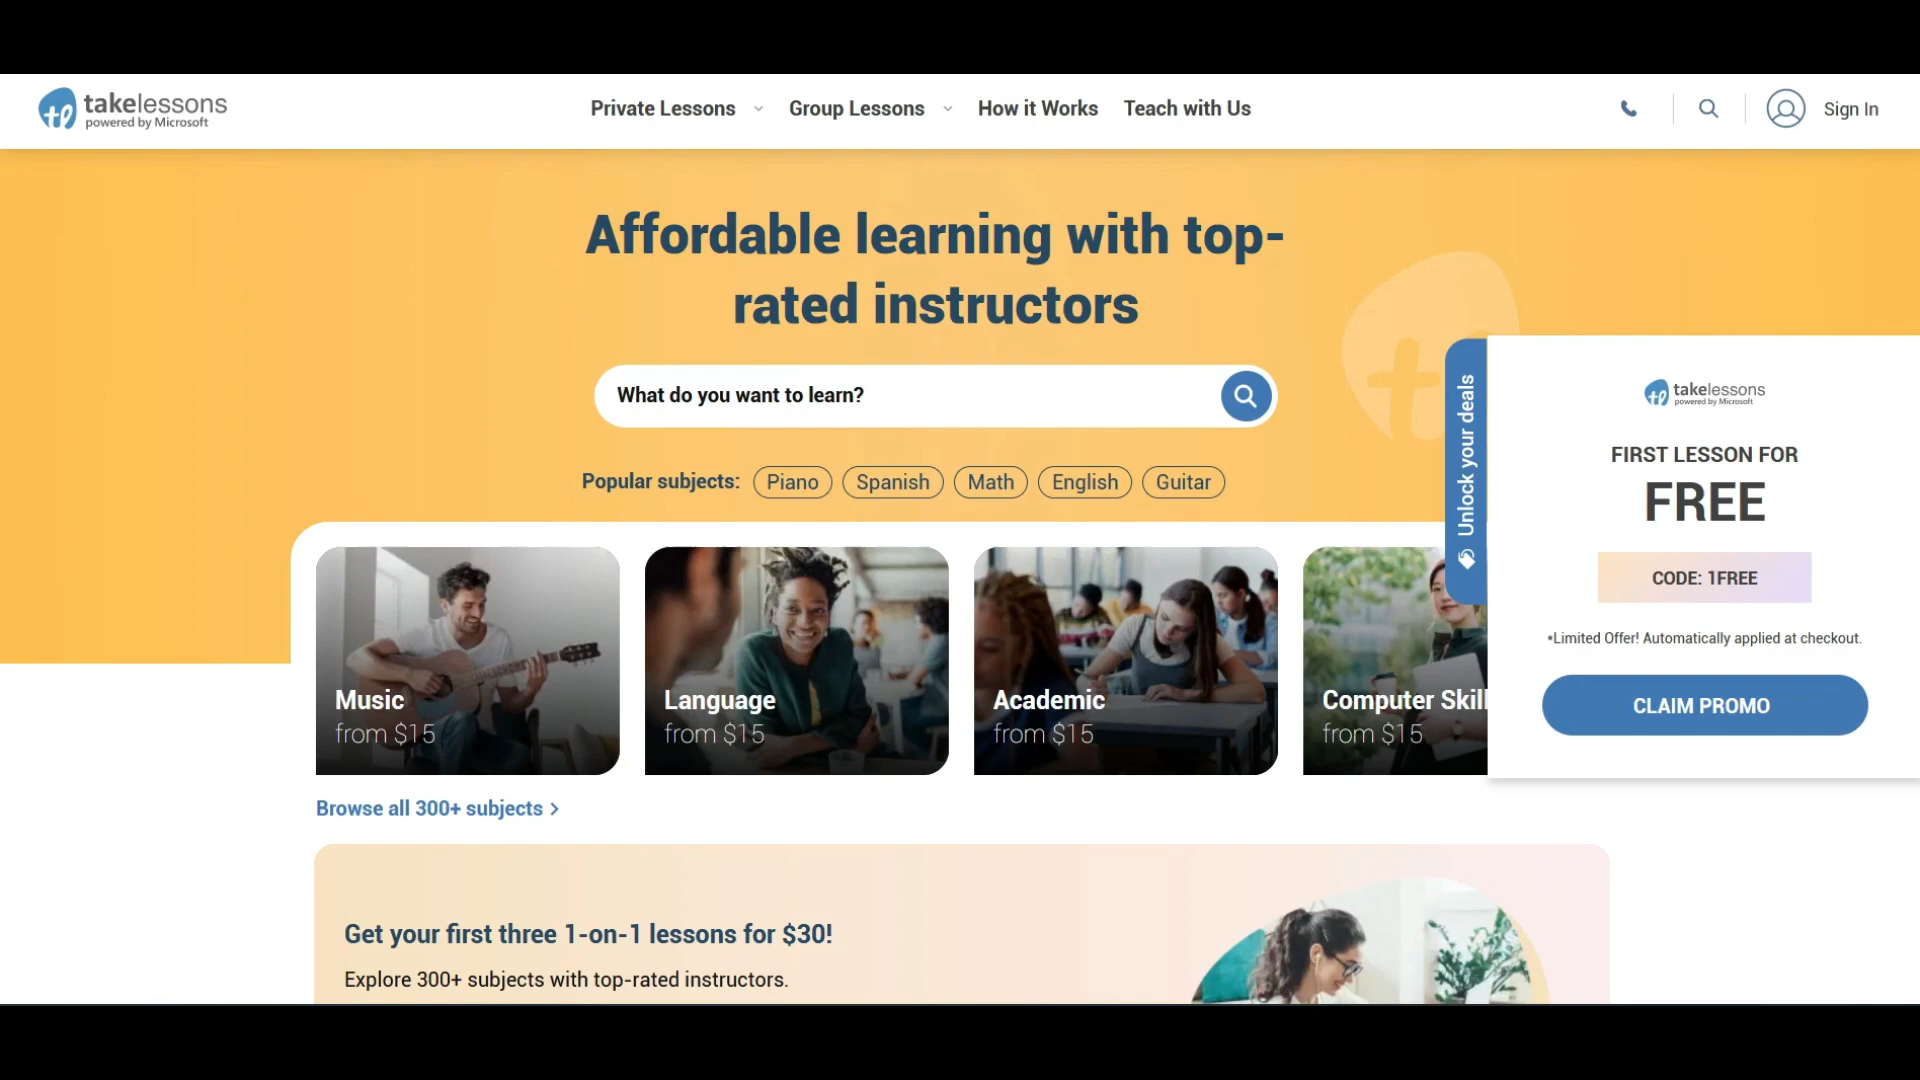 takelessons
powered by Microsoft
Private Lessons
Group Lessons
How it Works
Teach with Us
Sign In
Affordable learning with top-
rated instructors
What do you want to learn?
Popular subjects:
Piano
Spanish
Math
English
Guitar
Unlock your deals
takelessons
powered by Microsoft
FIRST LESSON FOR
FREE
CODE: 1FREE
*Limited Offer! Automatically applied at checkout.
CLAIM PROMO
Music
from $15
Language
from $15
Academic
from $15
Computer Skill
from $15
Browse all 300+ subjects
Get your first three 1-on-1 lessons for $30!
Explore 300+ subjects with top-rated instructors.